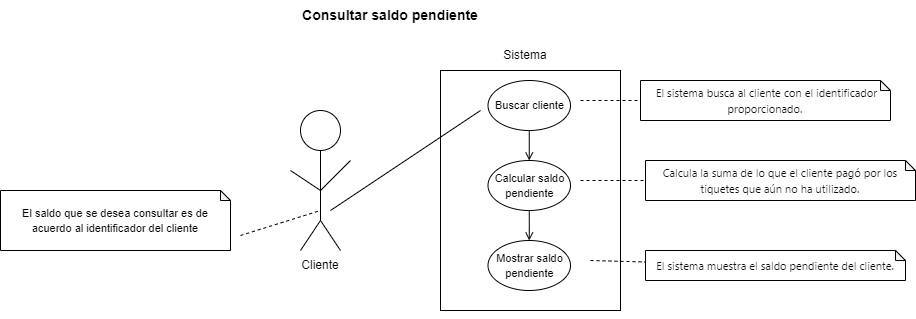 Consultar saldo pendiente
Sistema
Buscar cliente
El sistema busca al cliente con el identificador
proporcionado.
Calcular saldo
pendiente
Calcula la suma de lo que el cliente pagó por los
tiquetes que aún no ha utilizado.
El saldo que se desea consultar es de
acuerdo al identificador del cliente
Cliente
Mostrar saldo
pendiente
El sistema muestra el saldo pendiente del cliente.